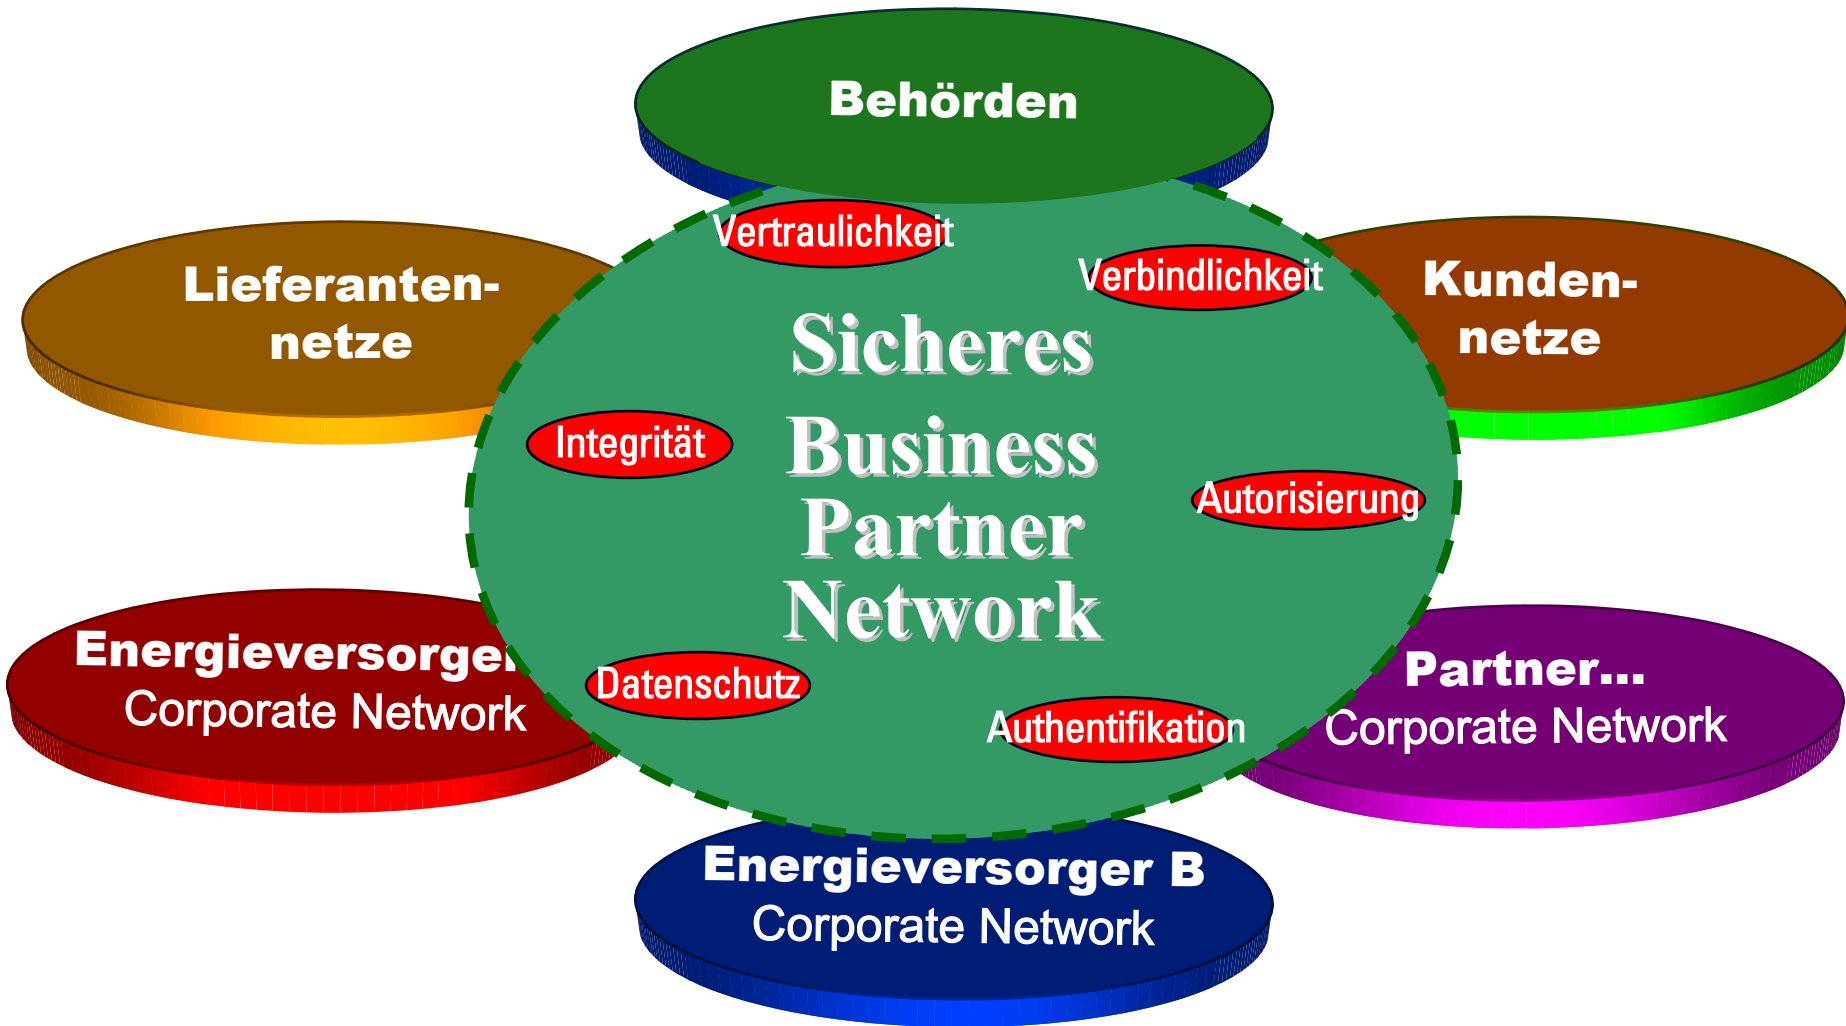 Behörden
Vertraulichkeit
Verbindlichkeit
Lieferanten-
netze
Kunden-
netze
Sicheres
Business
Partner
Network
Integrität
Autorisierung
Energieversorger
Corporate Network
Datenschutz
Authentifikation
Partner...
Corporate Network
Energieversorger B
Corporate Network